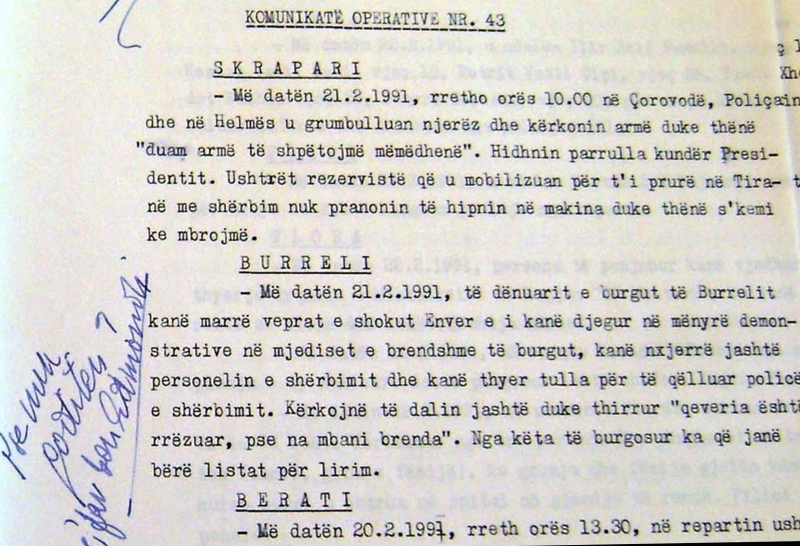 KOMUNIKATË OPERATIVE NR. 43
SKRAPARI
- Më datën 21.2.1991, rretho orës 10.00 në Çorovodë, Poliçain
dhe në Helmës u grumbulluan njerëz dhe kërkonin armë duke thënë
"duam armë të shpëtojmë mëmëdhenë". Hidhnin parrulla kundër Presi-
dentit. Ushtrët rezervistë që u mobilizuan për t'i prurë në Tira-
në me shërbim nuk pranonin të hipnin në makina duke thënë s'kemi
ke mbrojmë.
BURRELI
- Më datën 21.2.1991, të dënuarit e burgut të Burrelit
kanë marrë veprat e shokut Enver e i kanë djegur në mënyrë demon-
strative në mjediset e brendshme të burgut, kanë nxjerrë jashtë
personelin e shërbimit dhe kanë thyer tulla për të qëlluar policë
e shërbimit. Kërkojnë të dalin jashtë duke thirrur "qeveria ësht
rrëzuar, pse na mbani brenda". Nga këta të burgosur ka që janë
bërë listat për lirim.
BERATI
- Më datën 20.2.1991, rreth orës 13.30, në repartin ush